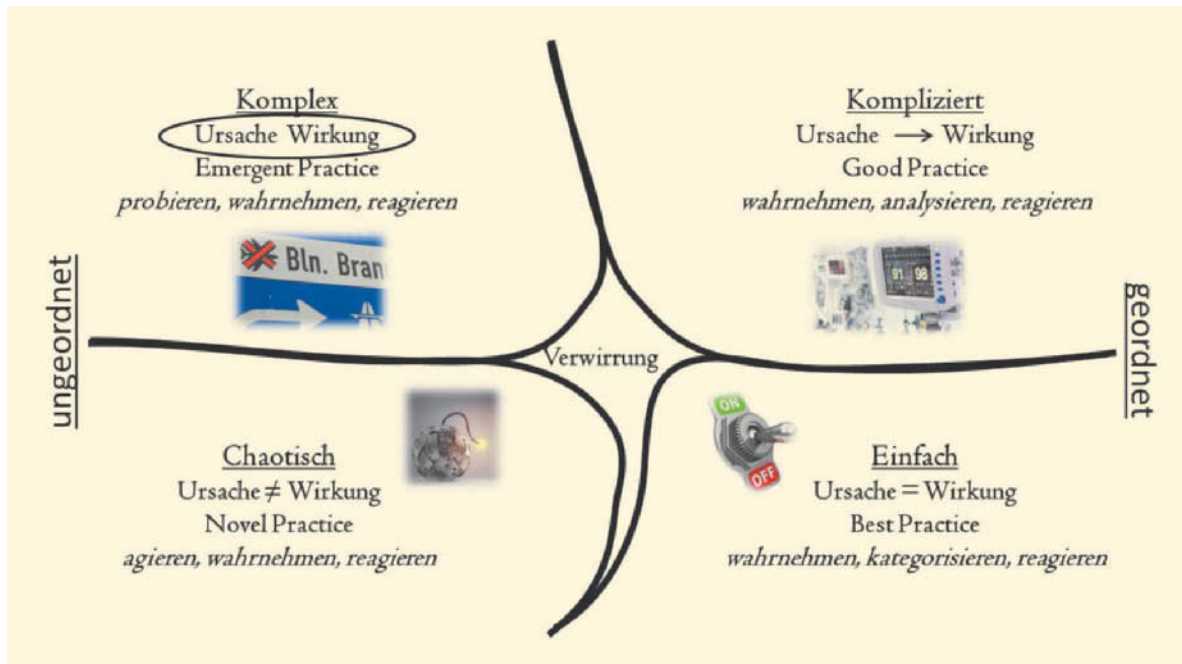 Komplex
Ursache Wirkung
Emergent Practice
probieren, wahrnehmen, reagieren
Bln. Bran
Kompliziert
Ursache → Wirkung
Good Practice
wahrnehmen, analysieren, reagieren
91 98
ungeordnet
Verwirrung
geordnet
Chaotisch
Ursache ≠ Wirkung
Novel Practice
agieren, wahrnehmen, reagieren
ON
OFF
Einfach
Ursache = Wirkung
Best Practice
wahrnehmen, kategorisieren, reagieren